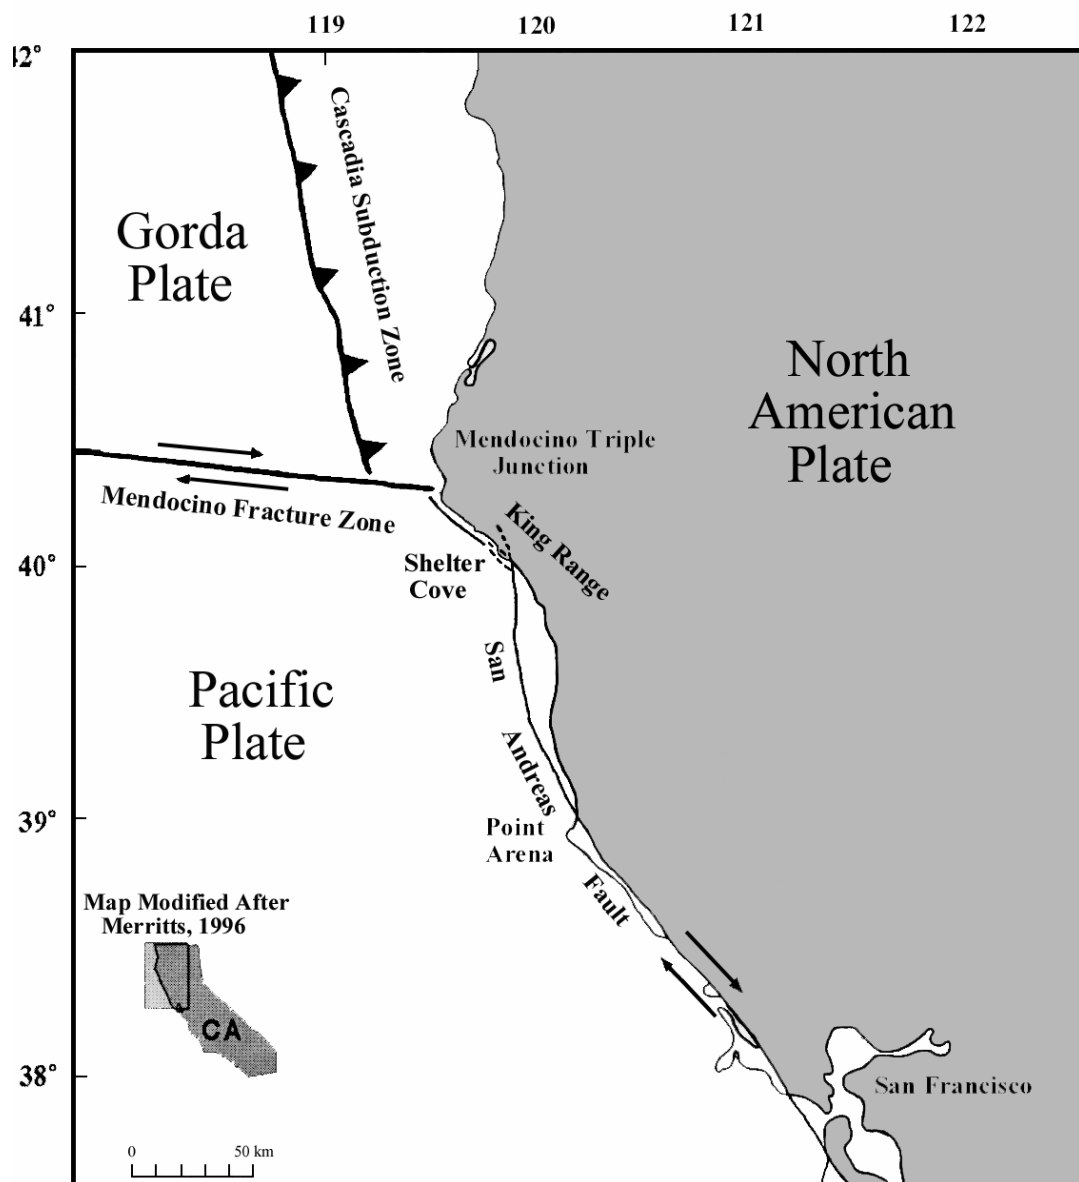 119 120 121 122
42°
Cascadia Subduction Zone
Gorda
Plate
41°
North
American
Plate
Mendocino Triple
Junction
Mendocino Fracture Zone
King Range
40°
Shelter
Cove
San
Pacific
Plate
Andreas
39°
Point
Arena
Fault
Map Modified After
Merritts, 1996
CA
38°
San Francisco
0 50 km